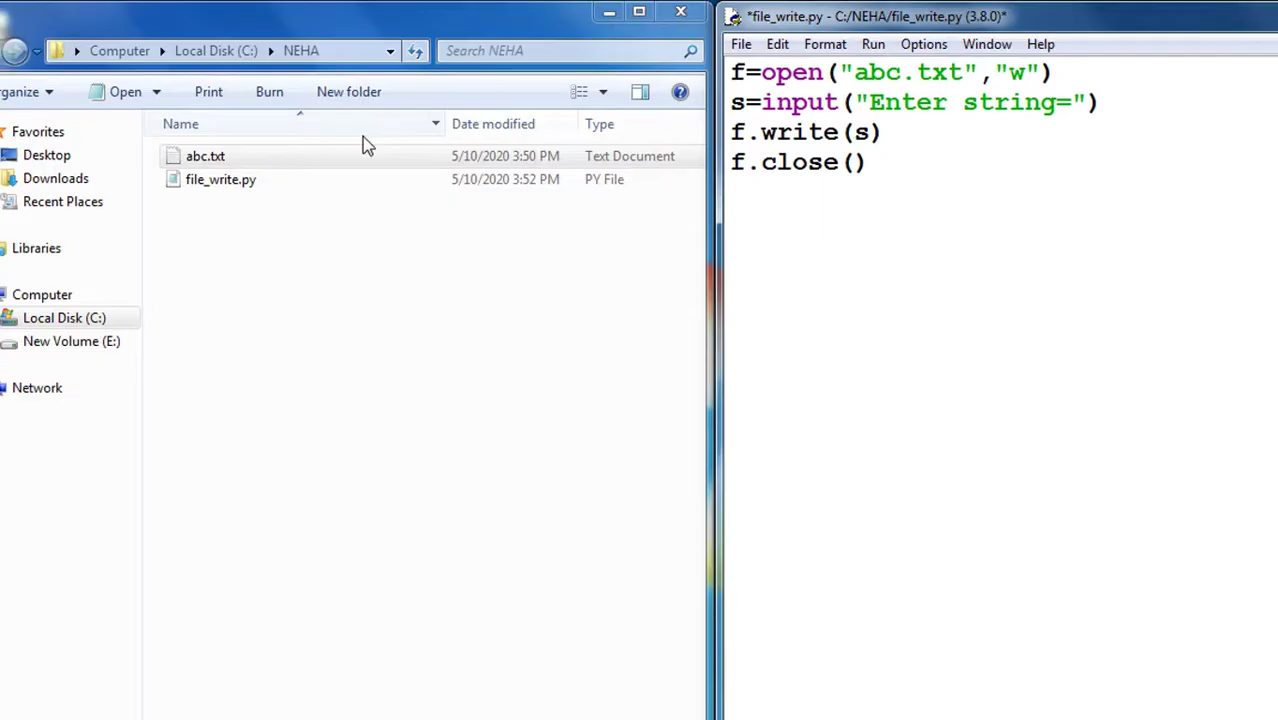 Computer Local Disk (C:) NEHA
Search NEHA
Open Print Burn New folder
Name Date modified Type
Favorites
Desktop
Downloads
Recent Places
Libraries
Computer
Local Disk (C:)
New Volume (E:)
Network
abc.txt 5/10/2020 3:50 PM Text Document
file_write.py 5/10/2020 3:52 PM PY File
*file_write.py - C:/NEHA/file_write.py (3.8.0)*
File Edit Format Run Options Window Help
f=open("abc.txt","w")
s=input("Enter string=")
f.write(s)
f.close()